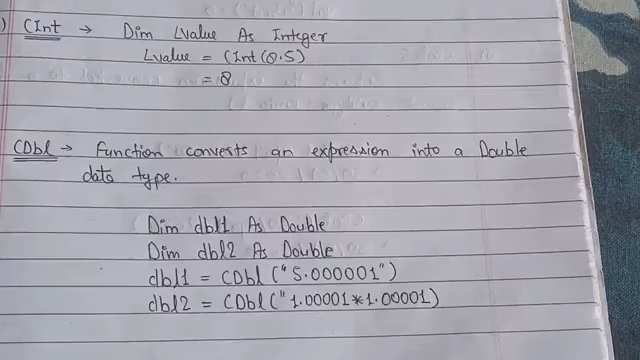 ) CInt → Dim Lvalue As Integer
Lvalue = CInt(8.5)
= 8
CDbl → Function converts an expression into a Double
data type.
Dim dbl1 As Double
Dim dbl2 As Double
dbl1 = CDbl ("5.000001")
dbl2 = CDbl ("1.00001*1.00001)